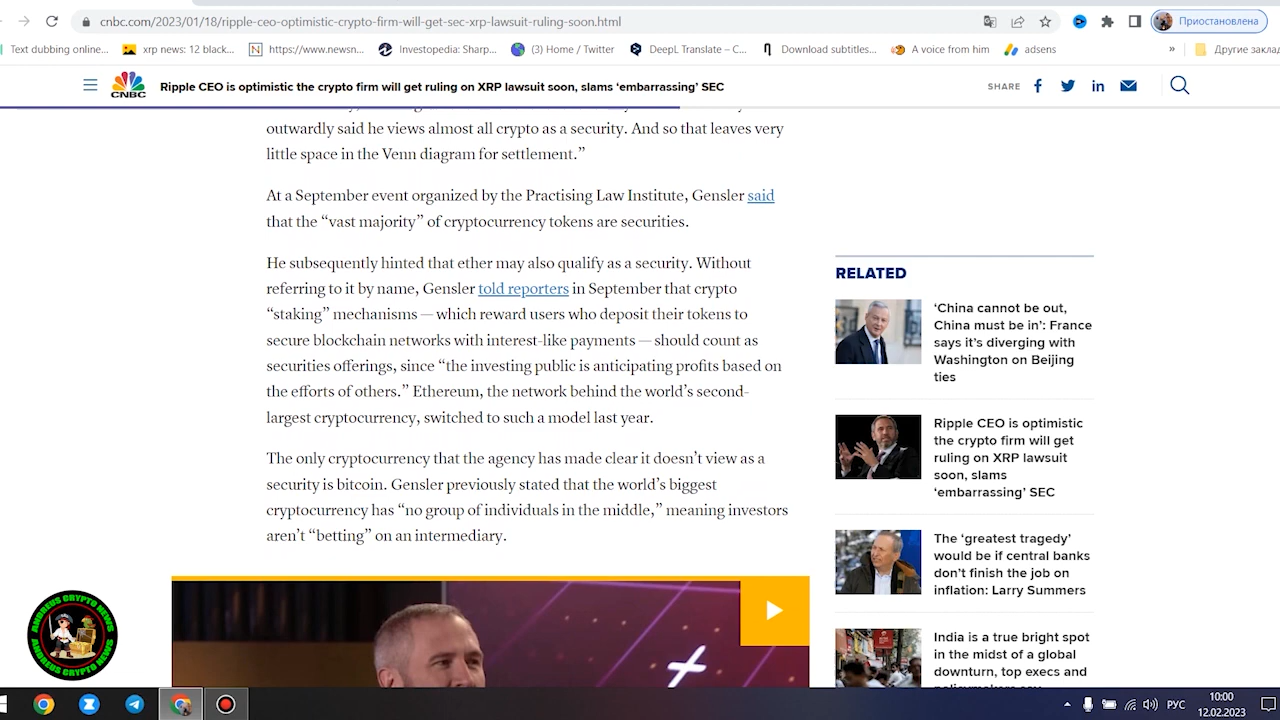 cnbc.com/2023/01/18/ripple-ceo-optimistic-crypto-firm-will-get-sec-xrp-lawsuit-ruling-soon.html
Приостановлена
Text dubbing online...
xrp news: 12 black...
https://www.newsn...
Investopedia: Sharp...
(3) Home / Twitter
DeepL Translate – C...
Download subtitles...
A voice from him
adsens
»
Другие закла
CNBC
Ripple CEO is optimistic the crypto firm will get ruling on XRP lawsuit soon, slams ‘embarrassing’ SEC
SHARE
outwardly said he views almost all crypto as a security. And so that leaves very
little space in the Venn diagram for settlement.”
At a September event organized by the Practising Law Institute, Gensler said
that the “vast majority” of cryptocurrency tokens are securities.
He subsequently hinted that ether may also qualify as a security. Without
referring to it by name, Gensler told reporters in September that crypto
“staking” mechanisms — which reward users who deposit their tokens to
secure blockchain networks with interest-like payments — should count as
securities offerings, since “the investing public is anticipating profits based on
the efforts of others.” Ethereum, the network behind the world’s second-
largest cryptocurrency, switched to such a model last year.
The only cryptocurrency that the agency has made clear it doesn’t view as a
security is bitcoin. Gensler previously stated that the world’s biggest
cryptocurrency has “no group of individuals in the middle,” meaning investors
aren’t “betting” on an intermediary.
RELATED
‘China cannot be out,
China must be in’: France
says it’s diverging with
Washington on Beijing
ties
Ripple CEO is optimistic
the crypto firm will get
ruling on XRP lawsuit
soon, slams
‘embarrassing’ SEC
The ‘greatest tragedy’
would be if central banks
don’t finish the job on
inflation: Larry Summers
India is a true bright spot
in the midst of a global
downturn, top execs and
ANDREUS CRYPTO NEWS
ANDREUS CRYPTO NEWS
РУС
10:00
12.02.2023